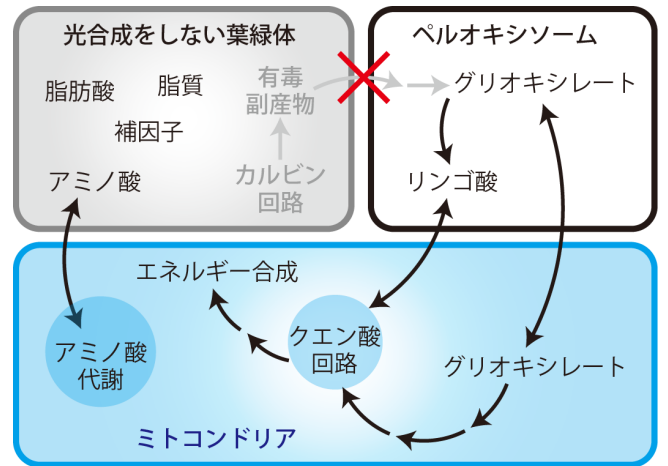 光合成をしない葉緑体
脂肪酸
脂質
補因子
アミノ酸
有毒
副産物
カルビン
回路
ペルオキシソーム
グリオキシレート
リンゴ酸
エネルギー合成
アミノ酸
代謝
クエン酸
回路
グリオキシレート
ミトコンドリア